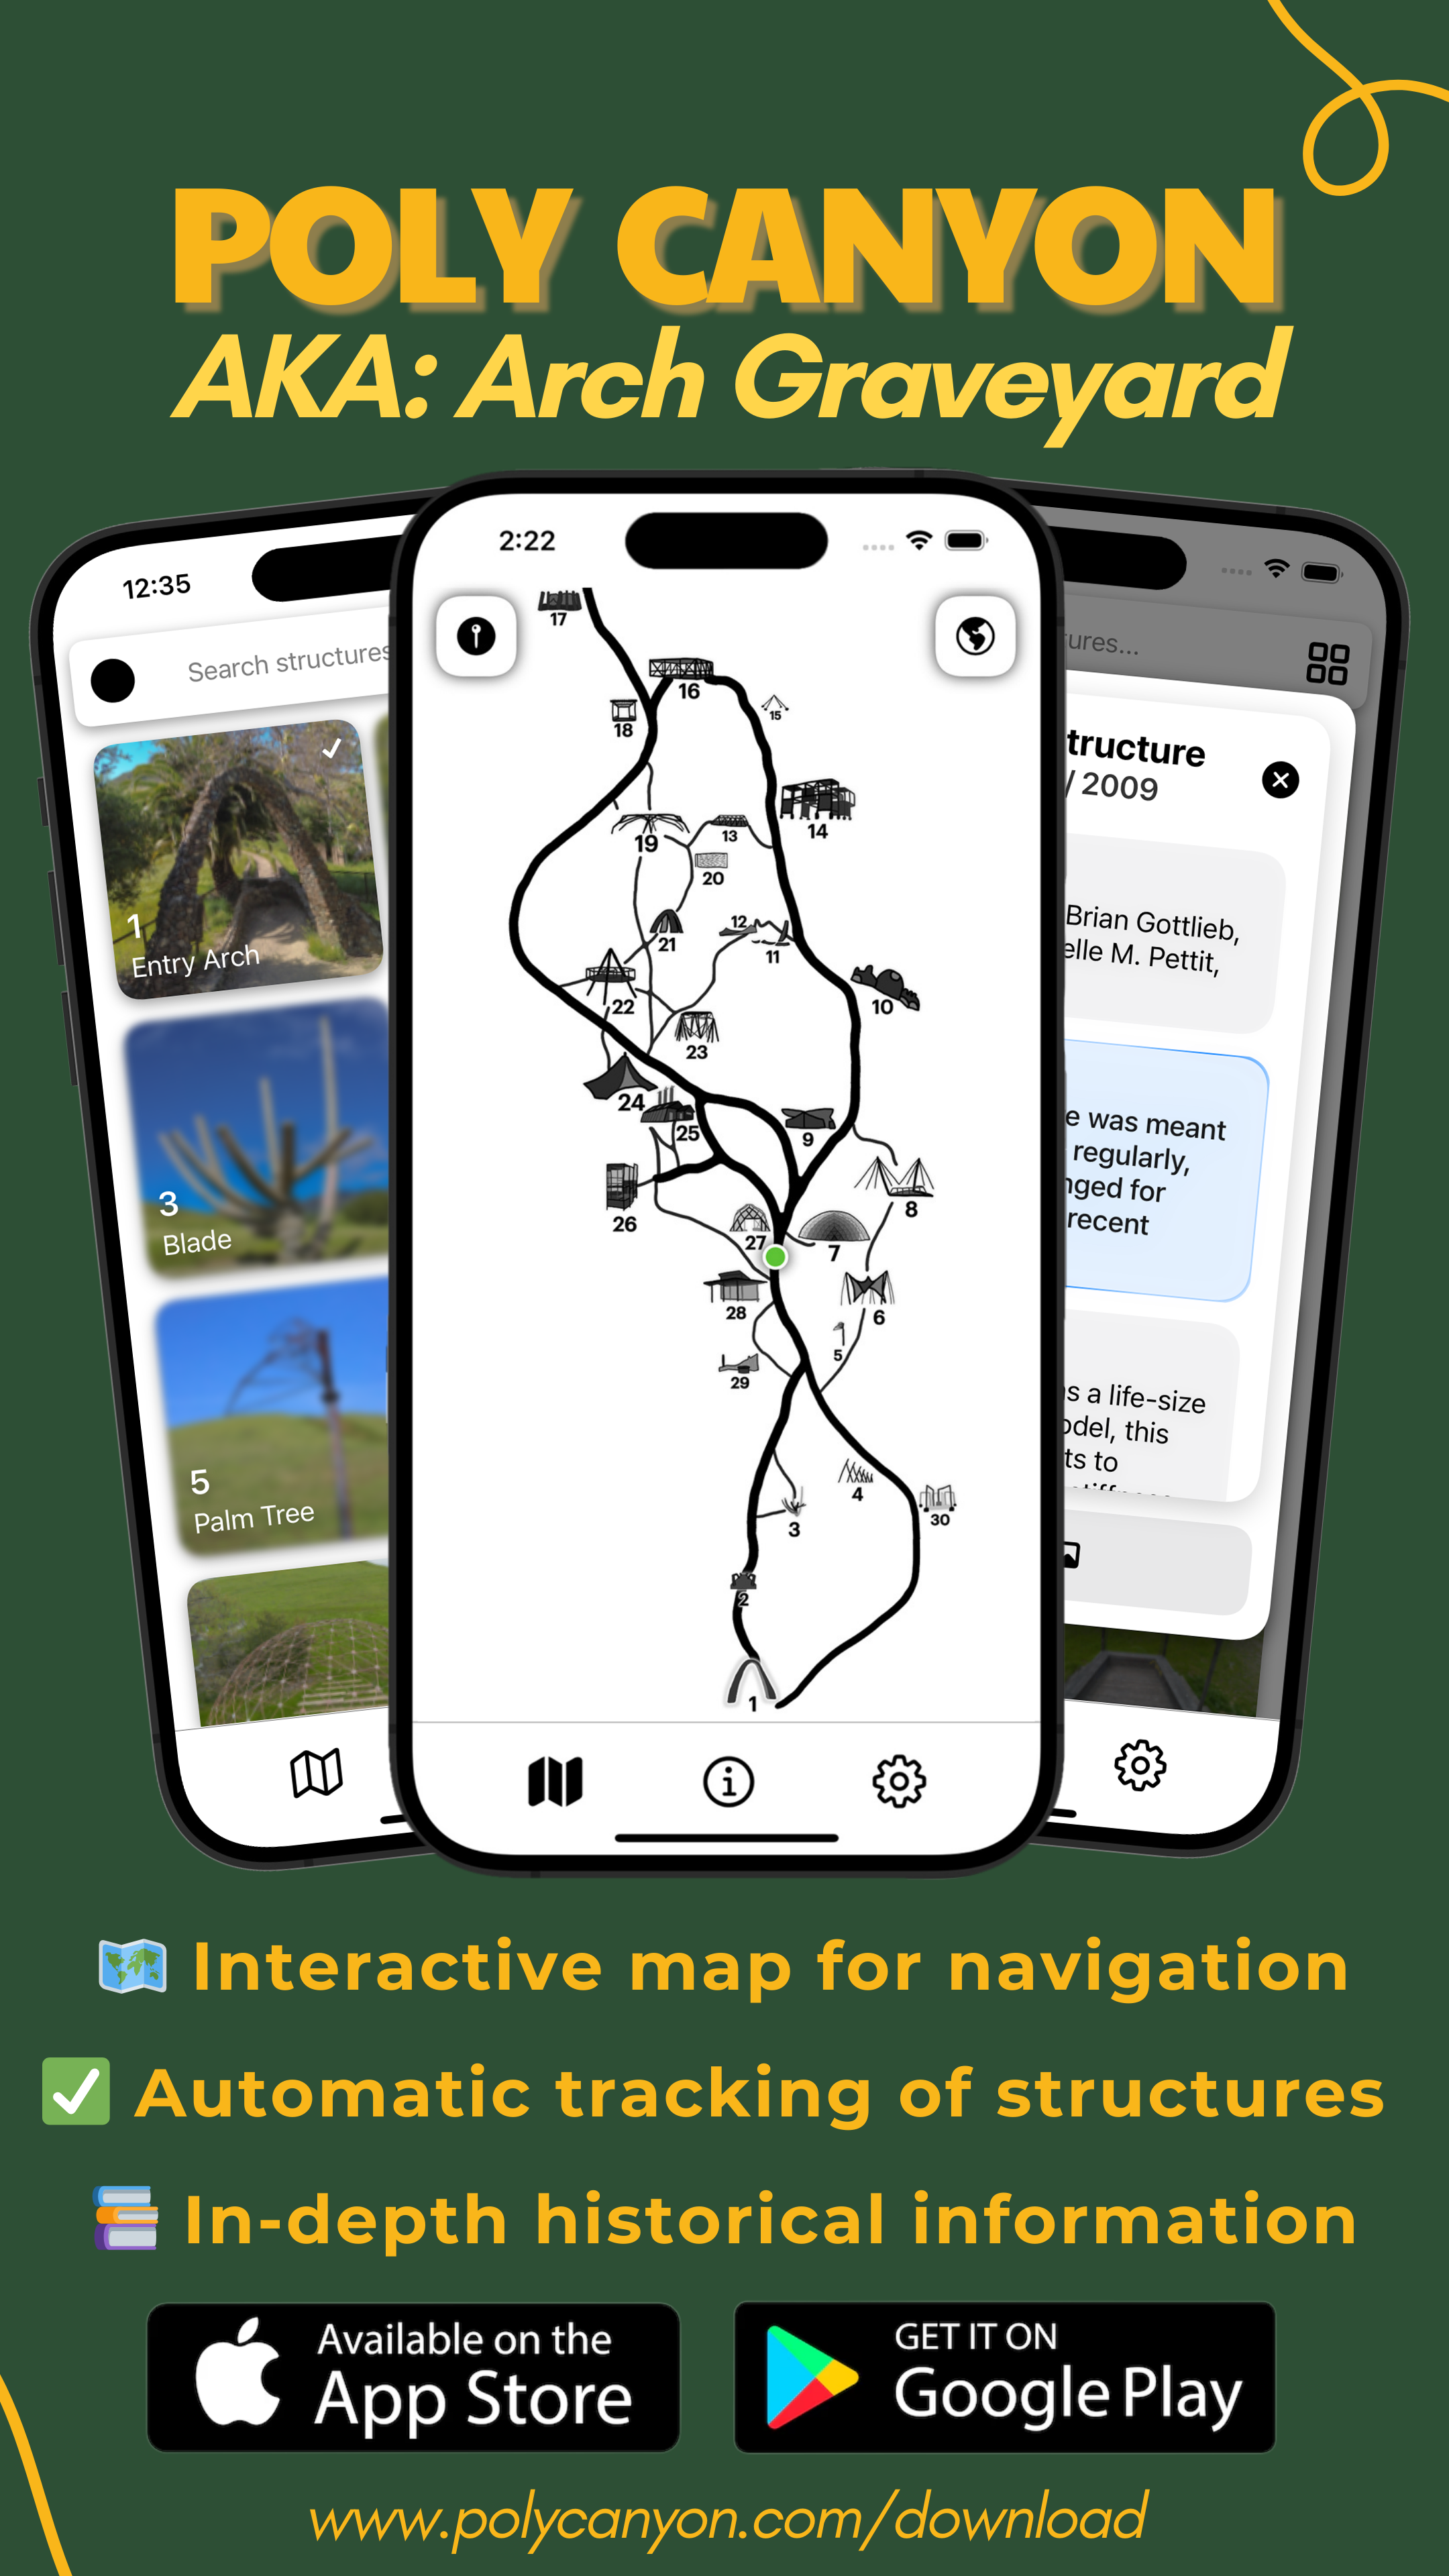 POLY CANYON
AKA: Arch Graveyard
12:35
Search structures
1
Entry Arch
3
Blade
5
Palm Tree
2:22
17
16
15
18
14
19
13
20
12
21
11
22
10
23
24
25
9
26
8
27
7
28
6
5
29
4
3
30
2
1
tures...
tructure
/ 2009
Brian Gottlieb,
elle M. Pettit,
e was meant
regularly,
nged for
recent
s a life-size
odel, this
ts to
Interactive map for navigation
Automatic tracking of structures
In-depth historical information
Available on the
App Store
GET IT ON
Google Play
www.polycanyon.com/download